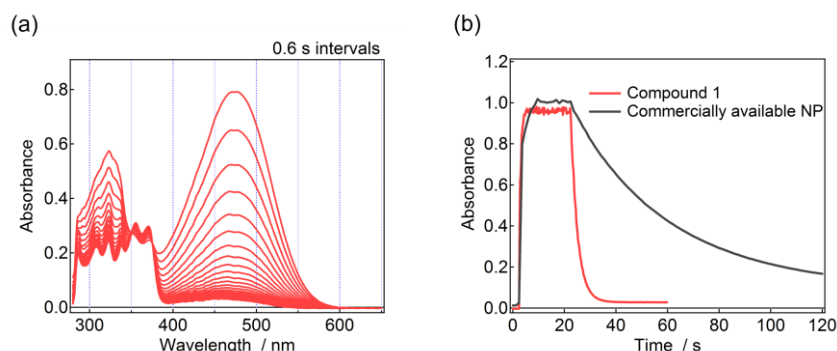 (a)
0.6 s intervals
Absorbance
0.8
0.6
0.4
0.2
0.0
300 400 500 600
Wavelength / nm
(b)
Compound 1
Commercially available NP
Absorbance
1.2
1.0
0.8
0.6
0.4
0.2
0.0
0 20 40 60 80 100 120
Time / s